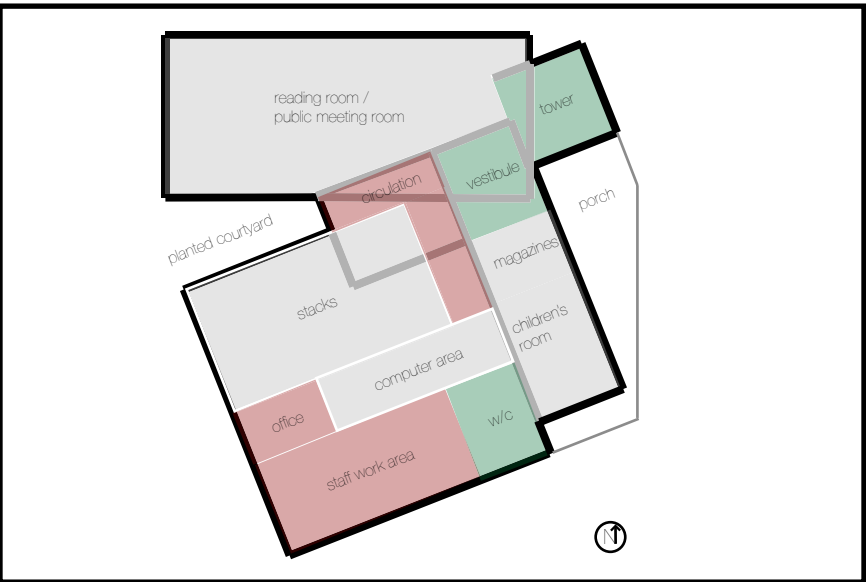 reading room /
public meeting room
tower
circulation
vestibule
porch
planted courtyard
magazines
stacks
children's
room
computer area
office
w/c
staff work area
N